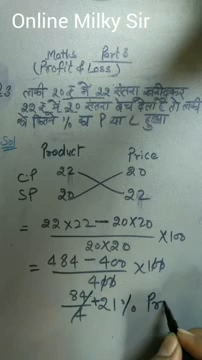 Online Milky Sir
Maths Part 8
(Profit & Loss)
20 ₹ में 22 संतरा खरीदकर
22 ₹ में 20 संतरा बेच देता है तो
कितने % का P या L हुआ
Sol
Product Price
CP 22 20
SP 20 22
= 22×22 - 20×20 / 20×20 ×100
= 484 - 400 / 400 ×100
84/4 +21% Pr